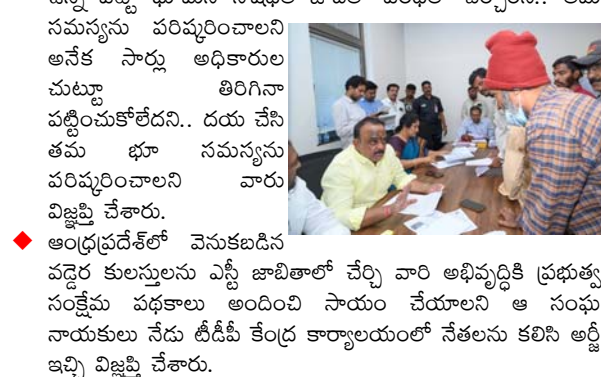 సమస్యను పరిష్కరించాలని
అనేక సార్లు అధికారుల
చుట్టూ తిరిగినా
పట్టించుకోలేదని.. దయ చేసి
తమ భూ సమస్యను
పరిష్కరించాలని వారు
విజ్ఞప్తి చేశారు.
ఆంధ్రప్రదేశ్‌లో వెనుకబడిన
వడ్డెర కులస్తులను ఎస్టీ జాబితాలో చేర్చి వారి అభివృద్ధికి ప్రభుత్వ
సంక్షేమ పథకాలు అందించి సాయం చేయాలని ఆ సంఘ
నాయకులు నేడు టీడీపీ కేంద్ర కార్యాలయంలో నేతలను కలిసి అర్జీ
ఇచ్చి విజ్ఞప్తి చేశారు.